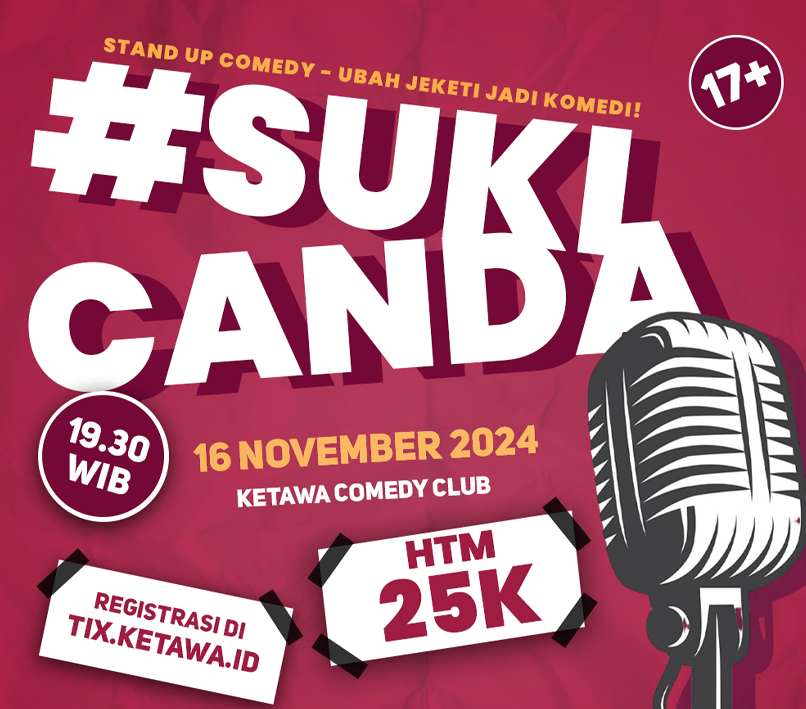 STAND UP COMEDY - UBAH JEKETI JADI KOMEDI!
17+
#SUKI
CANDA
19.30
WIB
16 NOVEMBER 2024
KETAWA COMEDY CLUB
HTM
25K
REGISTRASI DI
TIX.KETAWA.ID